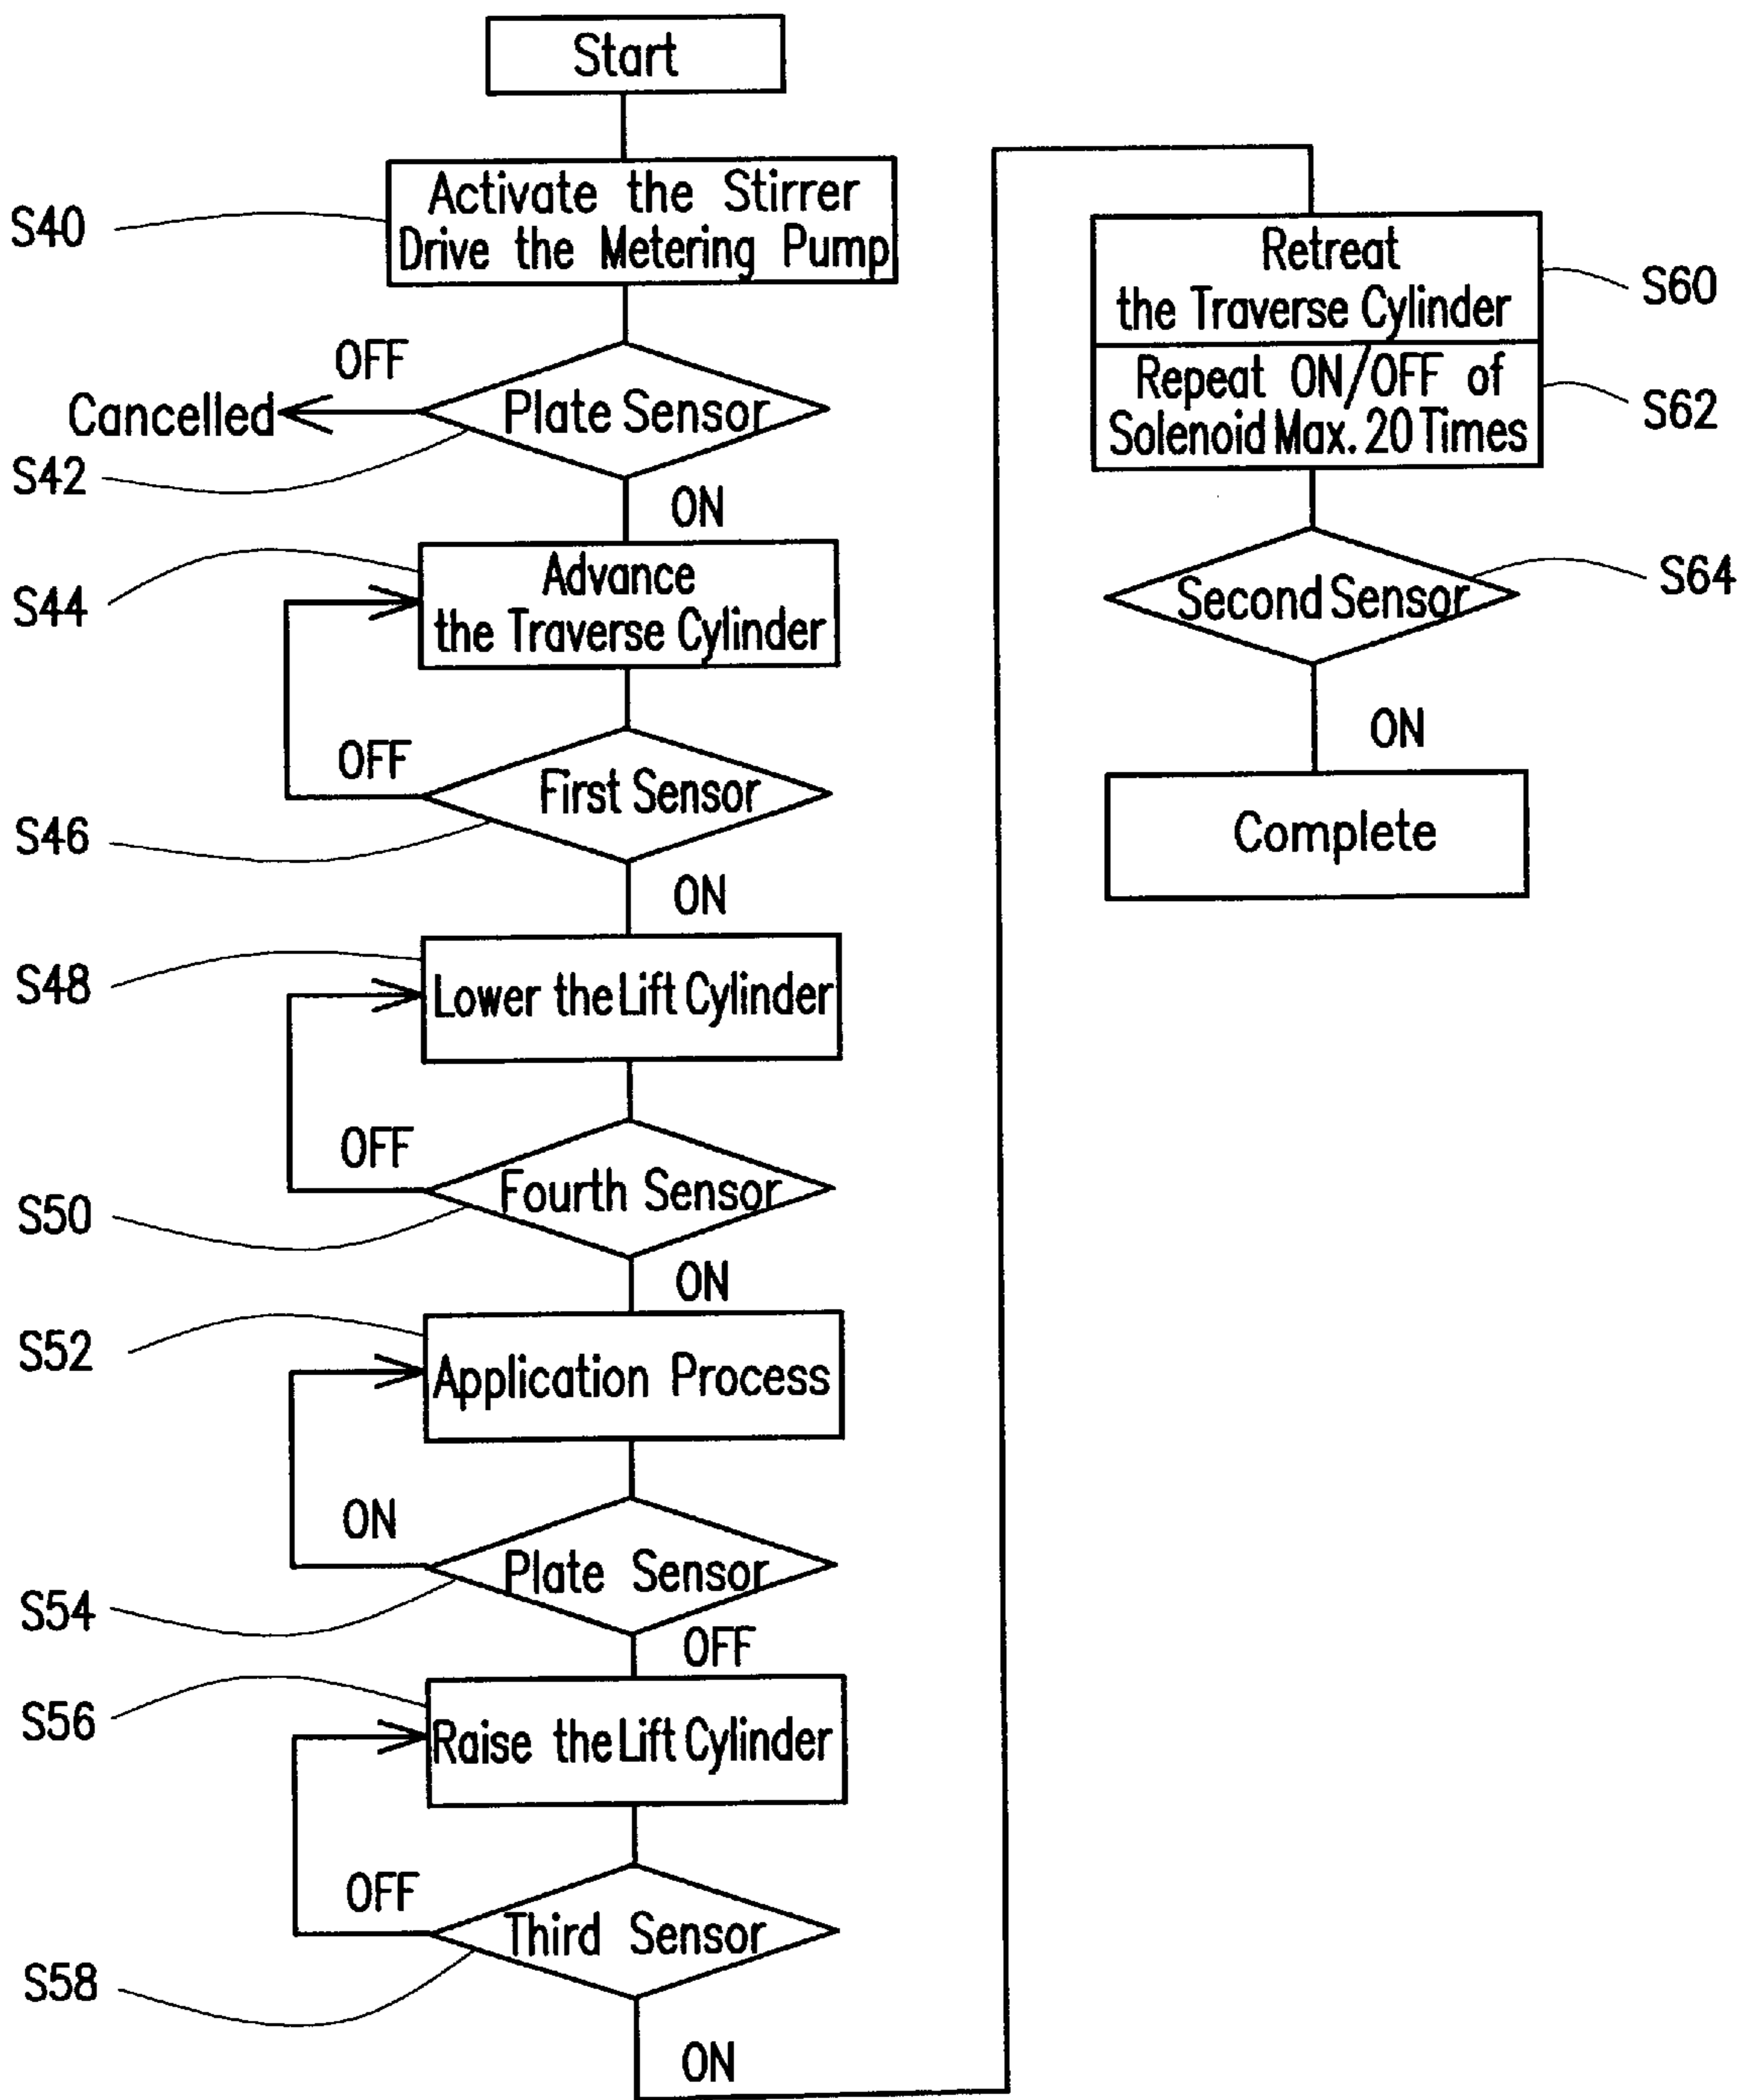 Start
S40
Activate the Stirrer
Drive the Metering Pump
OFF
Cancelled
Plate Sensor
S42
ON
S44
Advance
the Traverse Cylinder
OFF
First Sensor
S46
ON
S48
Lower the Lift Cylinder
OFF
Fourth Sensor
S50
ON
S52
Application Process
ON
Plate Sensor
S54
OFF
S56
Raise the Lift Cylinder
OFF
Third Sensor
S58
ON
Retreat
the Traverse Cylinder
S60
Repeat ON/OFF of
Solenoid Max. 20 Times
S62
Second Sensor
S64
ON
Complete